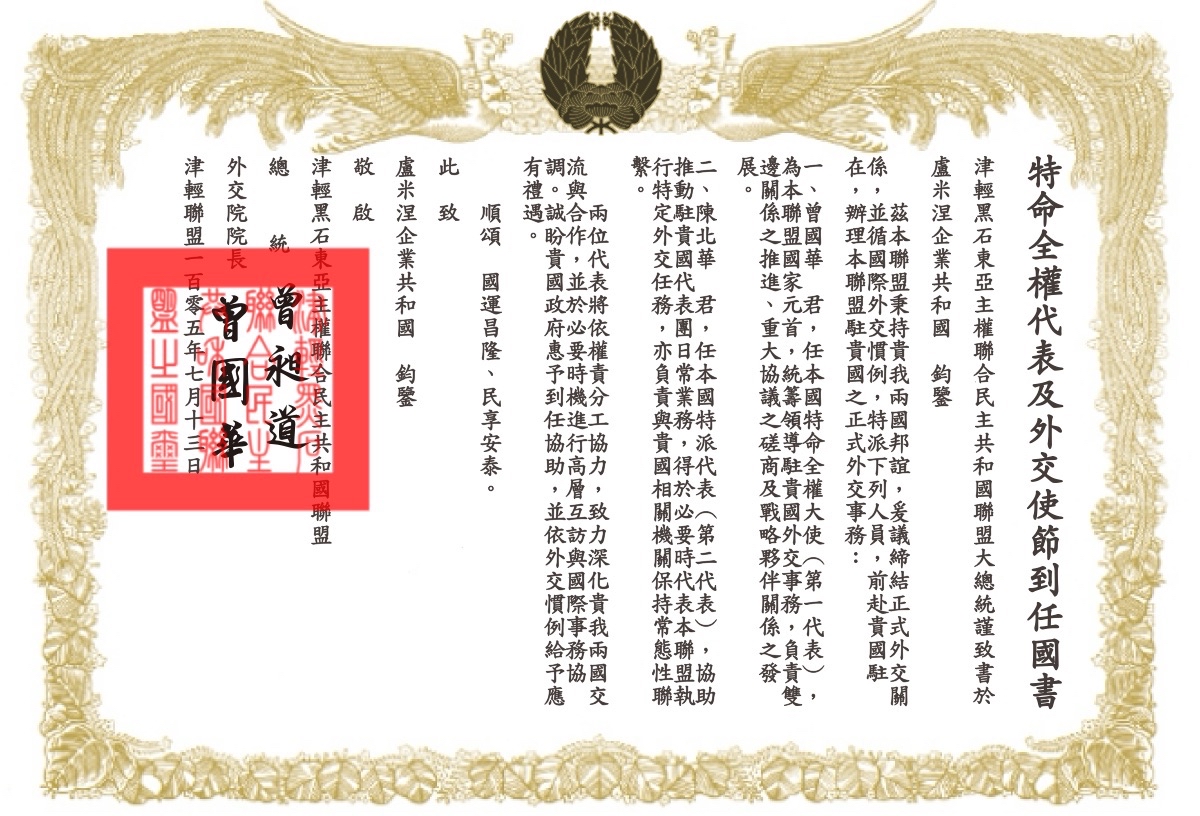 特命全權代表及外交使節到任國書
津輕黑石東亞主權聯合民主共和國聯盟大總統謹致書於
盧米涅企業共和國　鈞鑒
茲本聯盟秉持貴我兩國邦誼，爰議締結正式外交關
係，並循國際外交慣例，特派下列人員，前赴貴國駐
在，辦理本聯盟駐貴國之正式外交事務：
一、曾國華　君，任本國特命全權大使（第一代表），
為本聯盟國家元首，統籌領導駐貴國外交事務，負責雙
邊關係之推進、重大協議之磋商及戰略夥伴關係之發
展。
二、陳北華　君，任本國特派代表（第二代表），協助
推動駐貴國代表團日常業務，得於必要時代表本聯盟執
行特定外交任務，亦負責與貴國相關機關保持常態性聯
繫。
兩位代表將依權責分工協力，致力深化貴我兩國交
流與合作，並於必要時機進行高層互訪與國際事務協
調。誠盼貴國政府惠予到任協助，並依外交慣例給予應
有禮遇。
順頌　國運昌隆、民享安泰。
此　致
盧米涅企業共和國　鈞鑒
敬　啟
津輕黑石東亞主權聯合民主共和國聯盟
總　統　曾昶道
外交院院長　曾國華
津輕聯盟一百零五年七月十三日
津輕黑石
聯合民主
共和國聯
盟之國璽